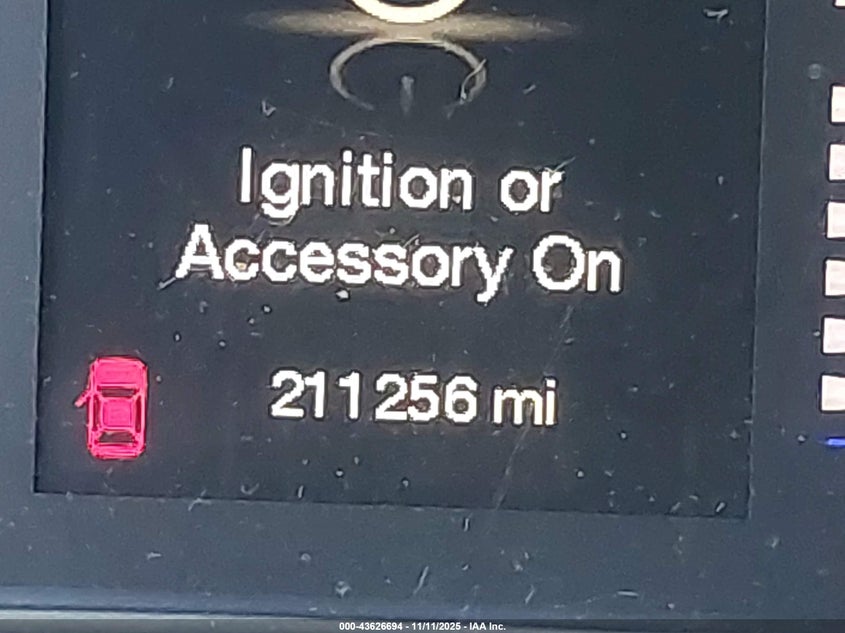 Ignition or
Accessory On
211256 mi
000-43626694 - 11/11/2025 - IAA Inc.